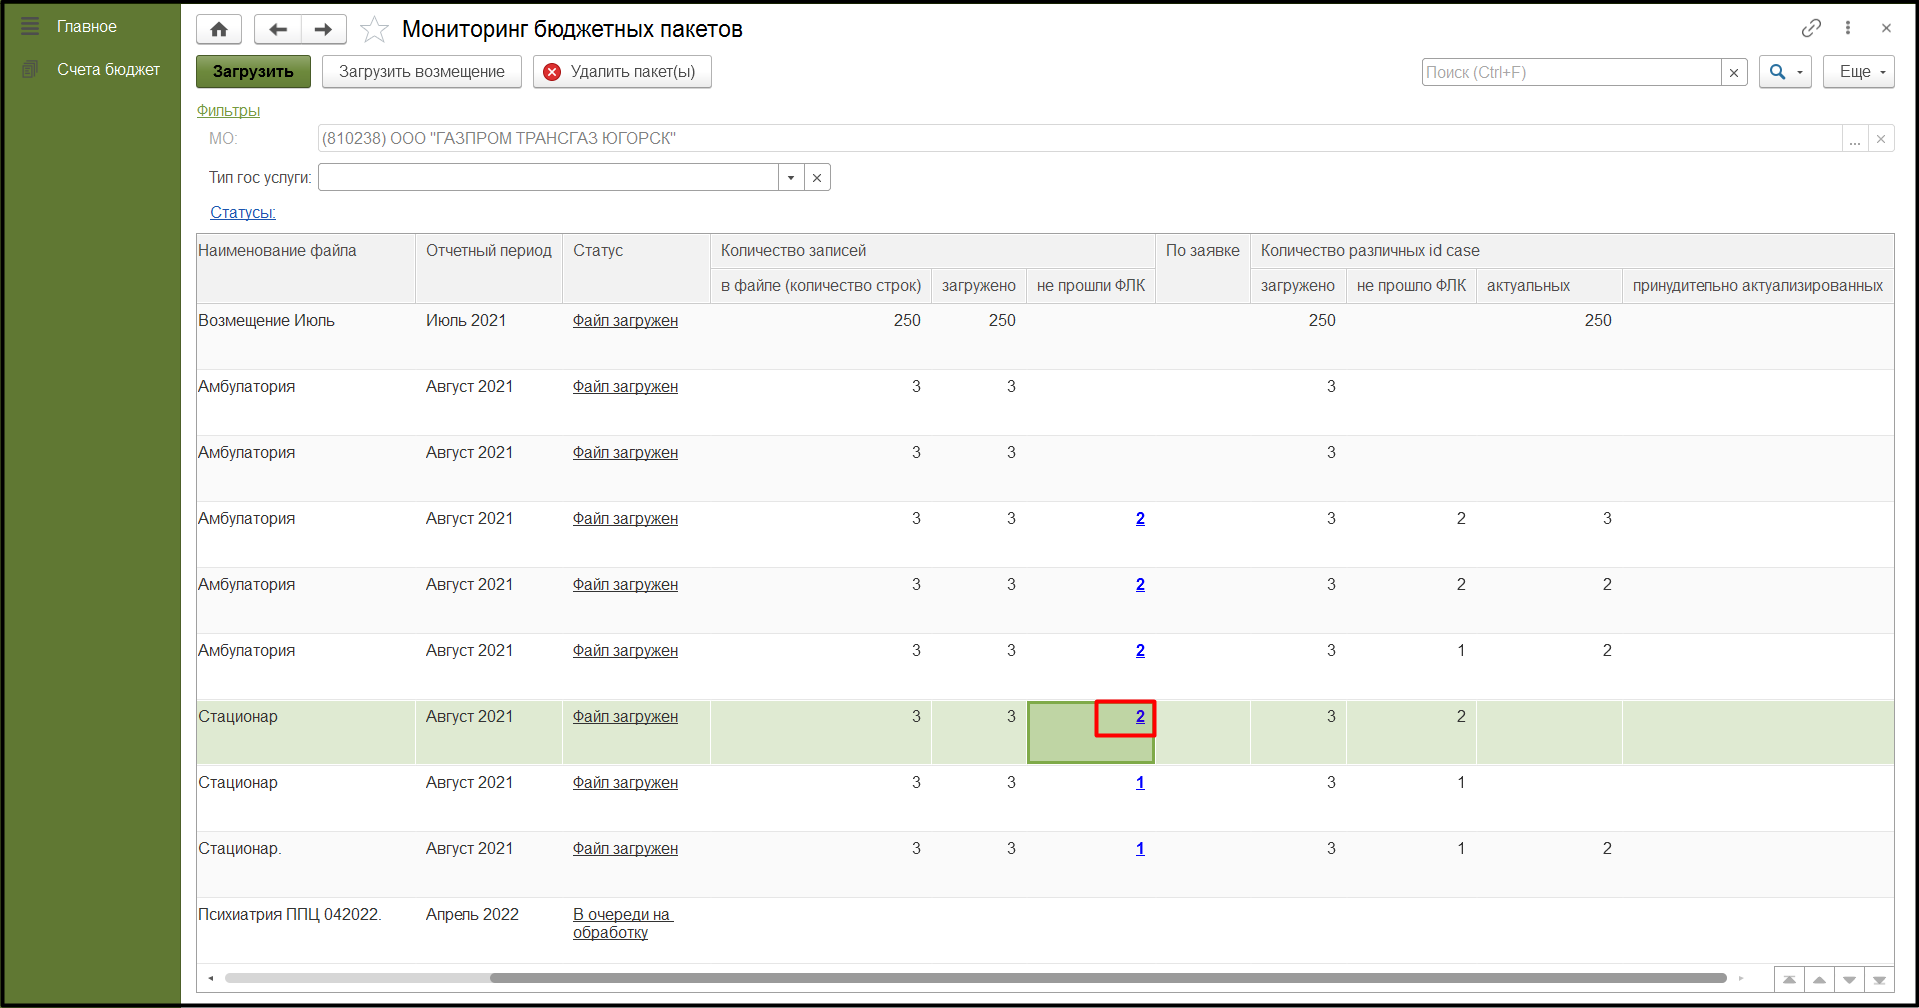 Главное
Счета бюджет
Мониторинг бюджетных пакетов
Загрузить Загрузить возмещение Удалить пакет(ы) Поиск (Ctrl+F) Еще
Фильтры
МО: (810238) ООО "ГАЗПРОМ ТРАНСГАЗ ЮГОРСК" ...
Тип гос услуги:
Статусы:
Наименование файла Отчетный период Статус Количество записей По заявке Количество различных id case
в файле (количество строк) загружено не прошли ФЛК загружено не прошло ФЛК актуальных принудительно актуализированных
Возмещение Июль Июль 2021 Файл загружен 250 250 250 250
Амбулатория Август 2021 Файл загружен 3 3 3
Амбулатория Август 2021 Файл загружен 3 3 3
Амбулатория Август 2021 Файл загружен 3 3 2 3 2 3
Амбулатория Август 2021 Файл загружен 3 3 2 3 2 2
Амбулатория Август 2021 Файл загружен 3 3 2 3 1 2
Стационар Август 2021 Файл загружен 3 3 2 3 2
Стационар Август 2021 Файл загружен 3 3 1 3 1
Стационар. Август 2021 Файл загружен 3 3 1 3 1 2
Психиатрия ППЦ 042022. Апрель 2022 В очереди на
обработку